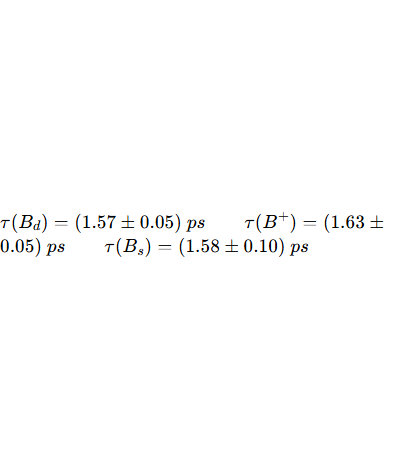 τ(B_d) = (1.57 ± 0.05) ps τ(B^+) = (1.63 ±
0.05) ps τ(B_s) = (1.58 ± 0.10) ps